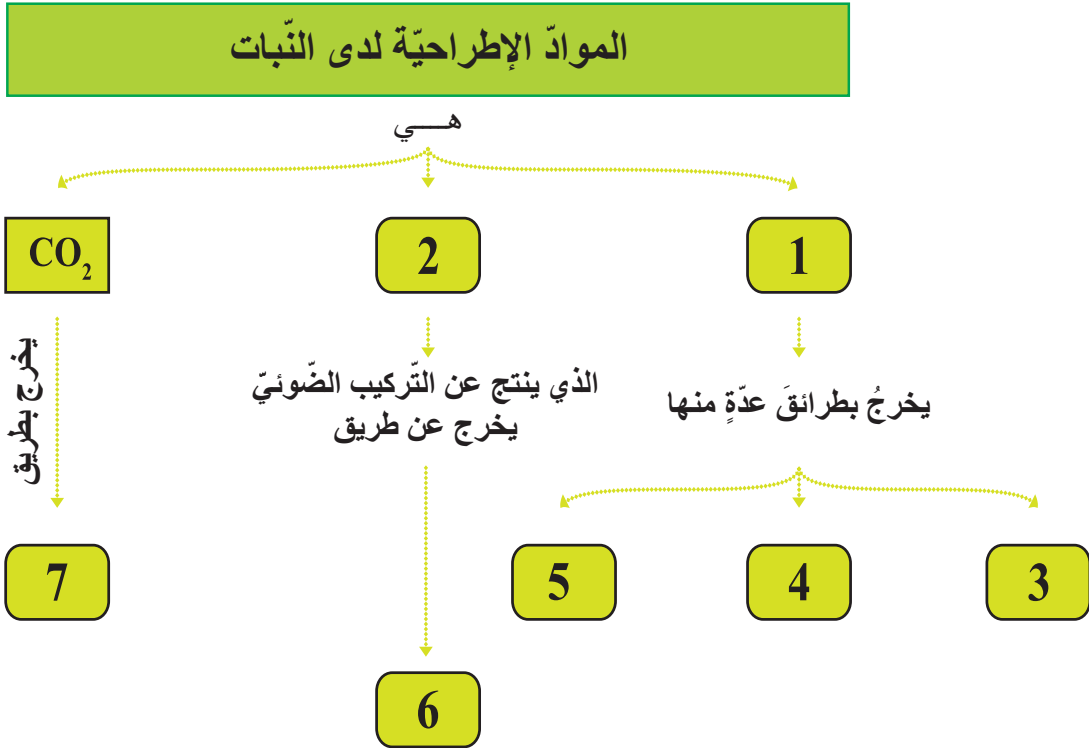 الموادّ الإطراحيّة لدى النّبات
هـــي
1
2
CO₂
يخرجُ بطرائقَ عدّةٍ منها
الذي ينتج عن التّركيب الضّوئيّ
يخرج عن طريق
يخرج بطريق
3
4
5
7
6